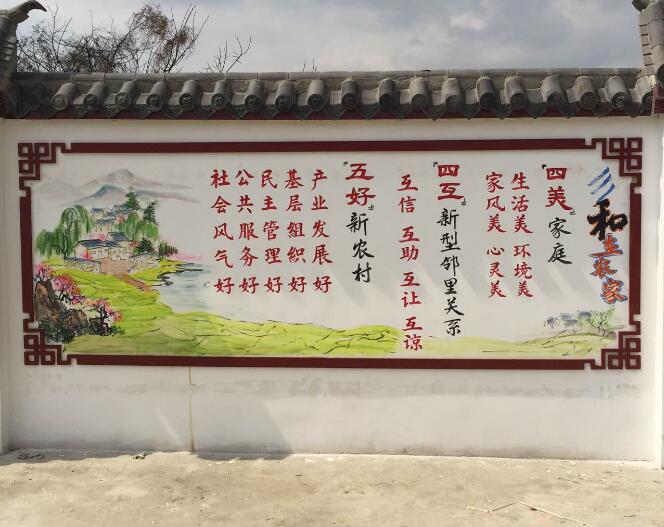 和 农家
"四美"家庭
生活美 环境美
家风美 心灵美
"四互"新型邻里关系
互信 互助 互让 互谅
"五好"新农村
产业发展好
基层组织好
民主管理好
公共服务好
社会风气好